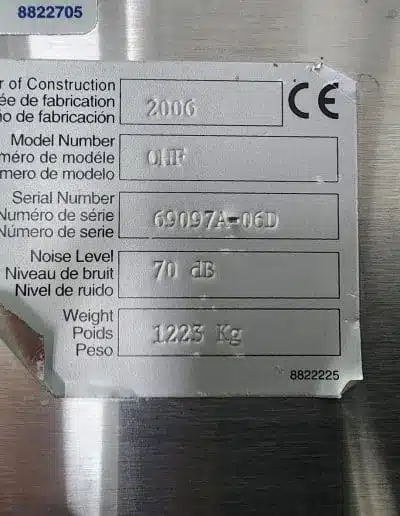 8822705
r of Construction
ée de fabrication
ño de fabricación
2006
CE
Model Number
méro de modéle
mero de modelo
OHF
Serial Number
Numéro de série
Número de serie
69097A-06D
Noise Level
Niveau de bruit
Nivel de ruido
70 dB
Weight
Poids
Peso
1223 Kg
8822225